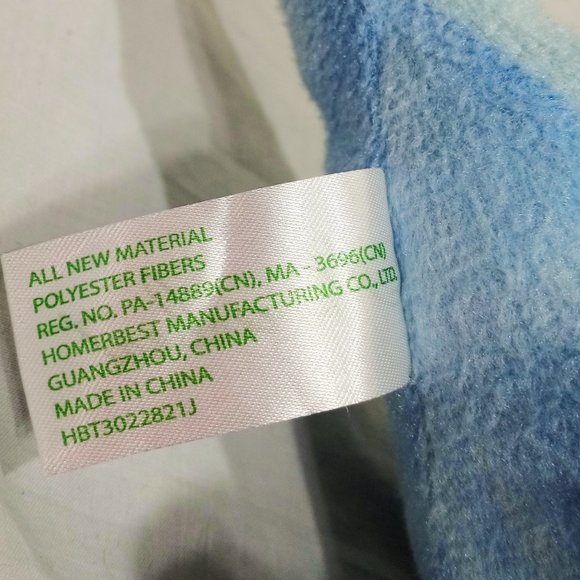 ALL NEW MATERIAL
POLYESTER FIBERS
REG. NO. PA-14889(CN), MA - 3696(CN)
HOMERBEST MANUFACTURING CO., LTD.
GUANGZHOU, CHINA
MADE IN CHINA
HBT3022821J